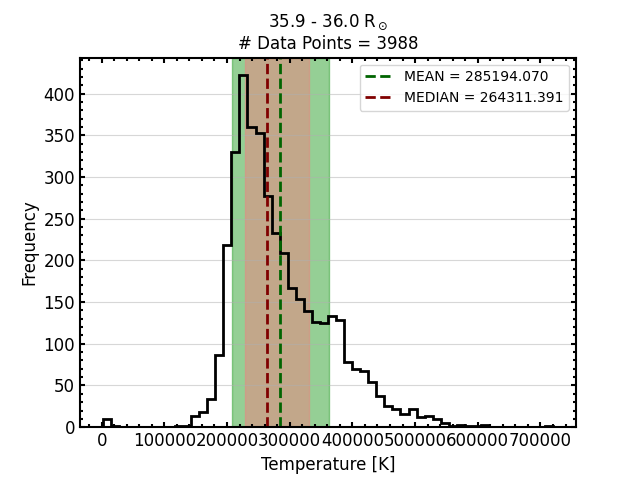 35.9 - 36.0 R⊙
# Data Points = 3988
MEAN = 285194.070
MEDIAN = 264311.391
400
350
300
250
200
150
100
50
0
Frequency
0 100000 200000 300000 400000 500000 600000 700000
Temperature [K]